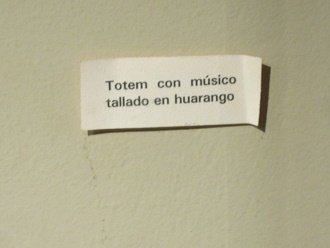 Totem con músico
tallado en huarango